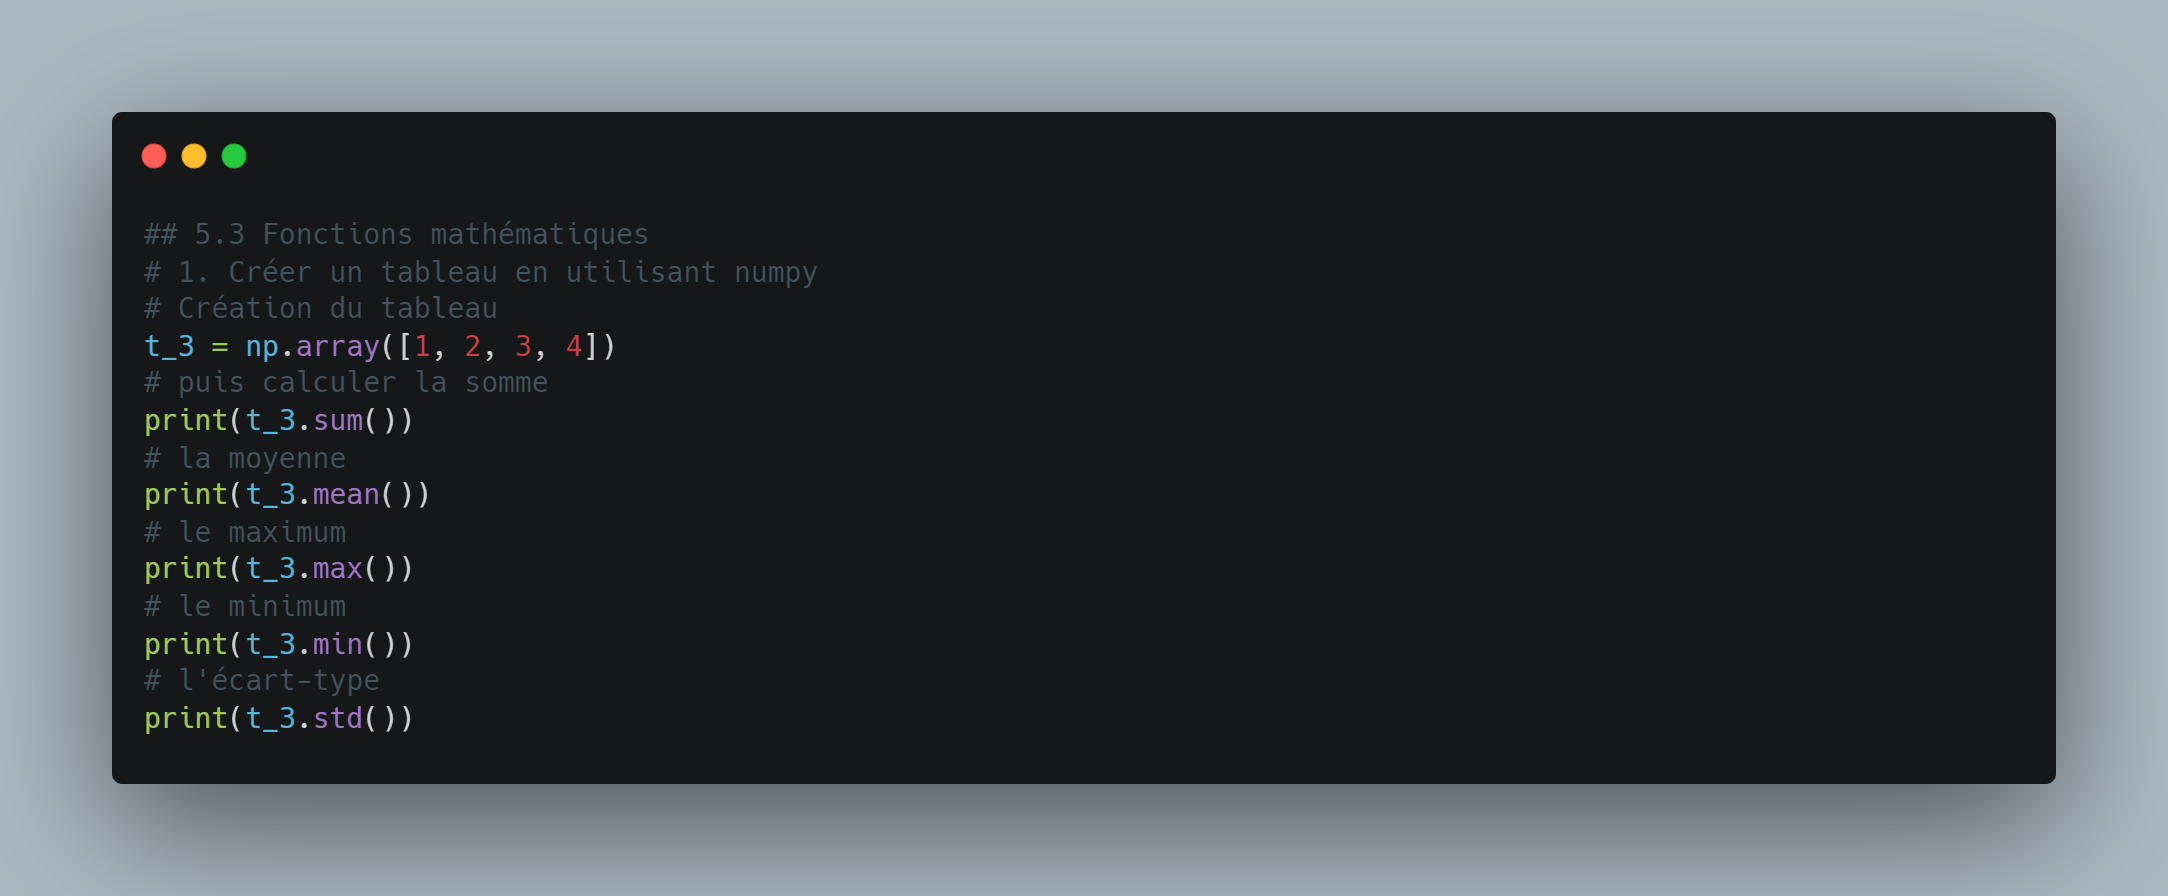 ## 5.3 Fonctions mathématiques
# 1. Créer un tableau en utilisant numpy
# Création du tableau
t_3 = np.array([1, 2, 3, 4])
# puis calculer la somme
print(t_3.sum())
# la moyenne
print(t_3.mean())
# le maximum
print(t_3.max())
# le minimum
print(t_3.min())
# l'écart-type
print(t_3.std())